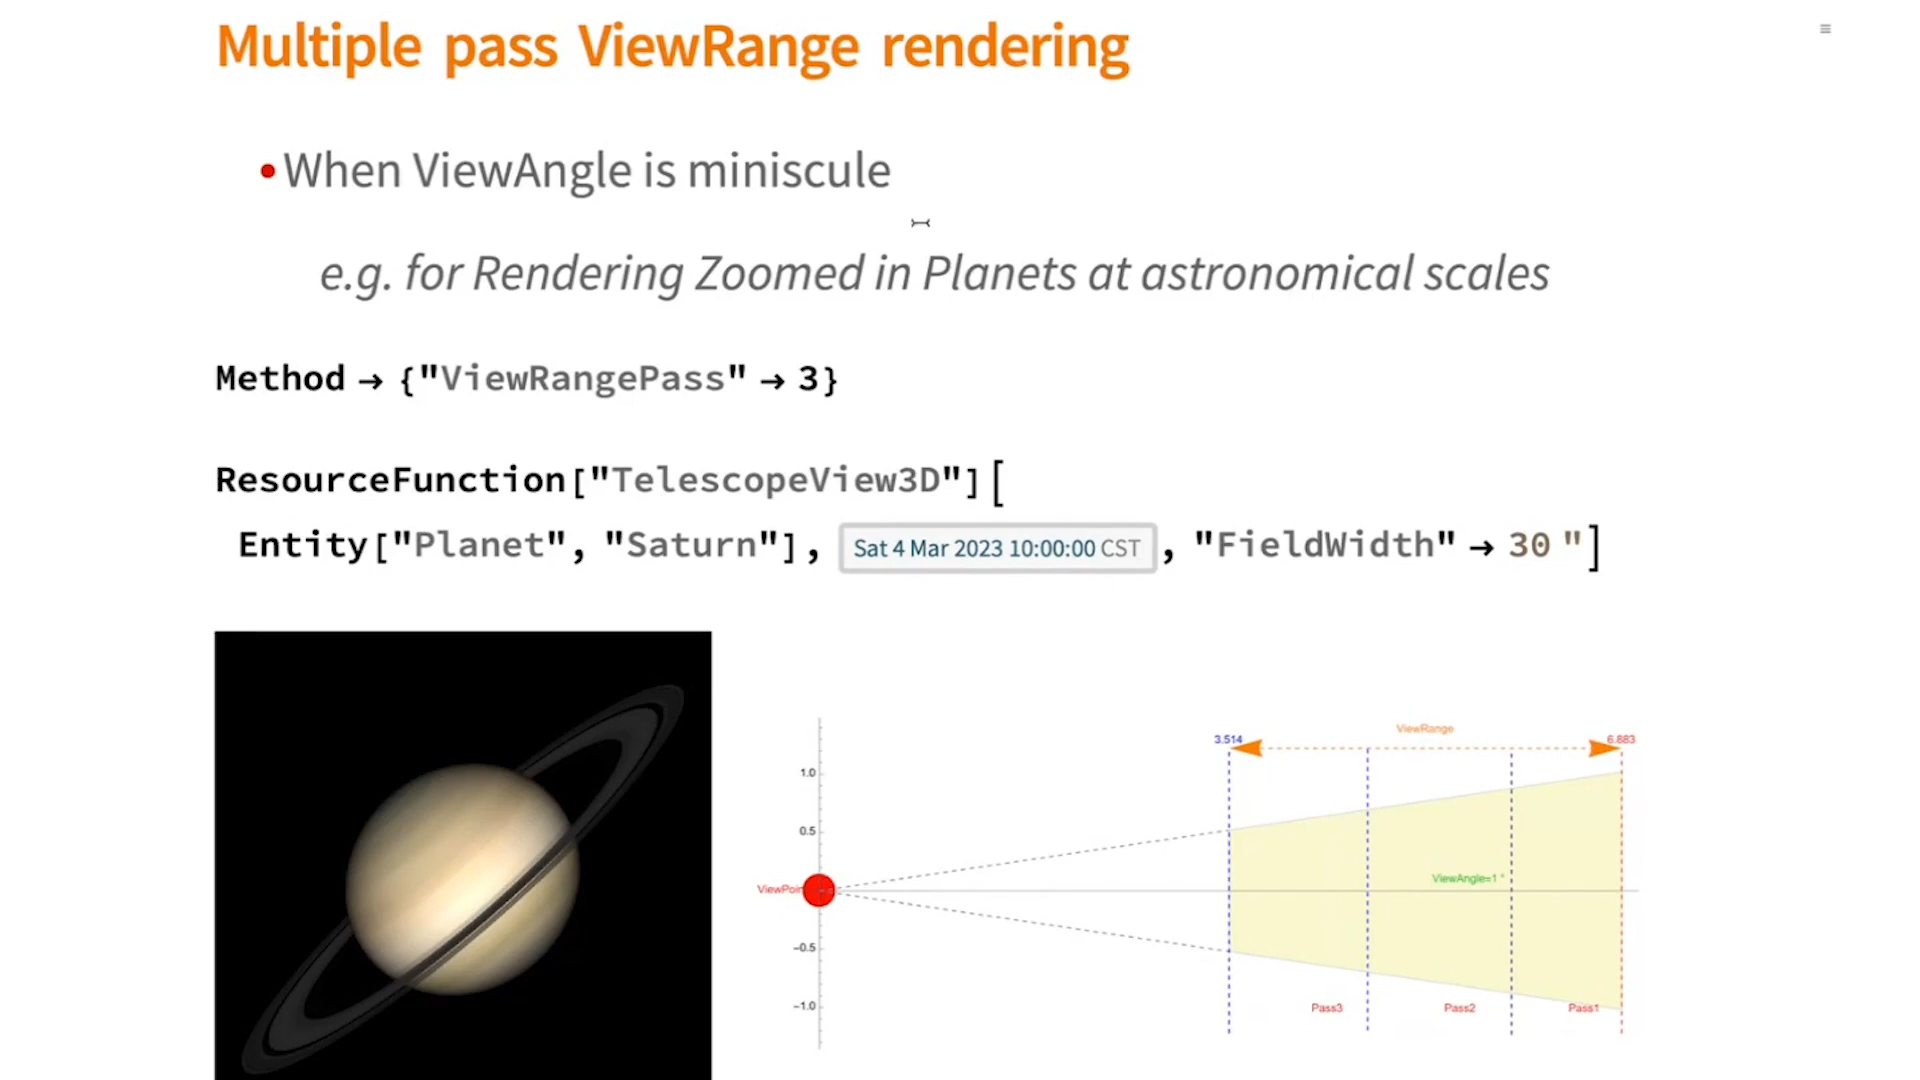 Multiple pass ViewRange rendering
•When ViewAngle is miniscule
e.g. for Rendering Zoomed in Planets at astronomical scales
Method → {"ViewRangePass" → 3}
ResourceFunction["TelescopeView3D"][
Entity["Planet", "Saturn"], Sat 4 Mar 2023 10:00:00 CST, "FieldWidth" → 30 "]
ViewRange
3.514
6.883
1.0
0.5
ViewPoin
ViewAngle=1 °
-0.5
-1.0
Pass3 Pass2 Pass1